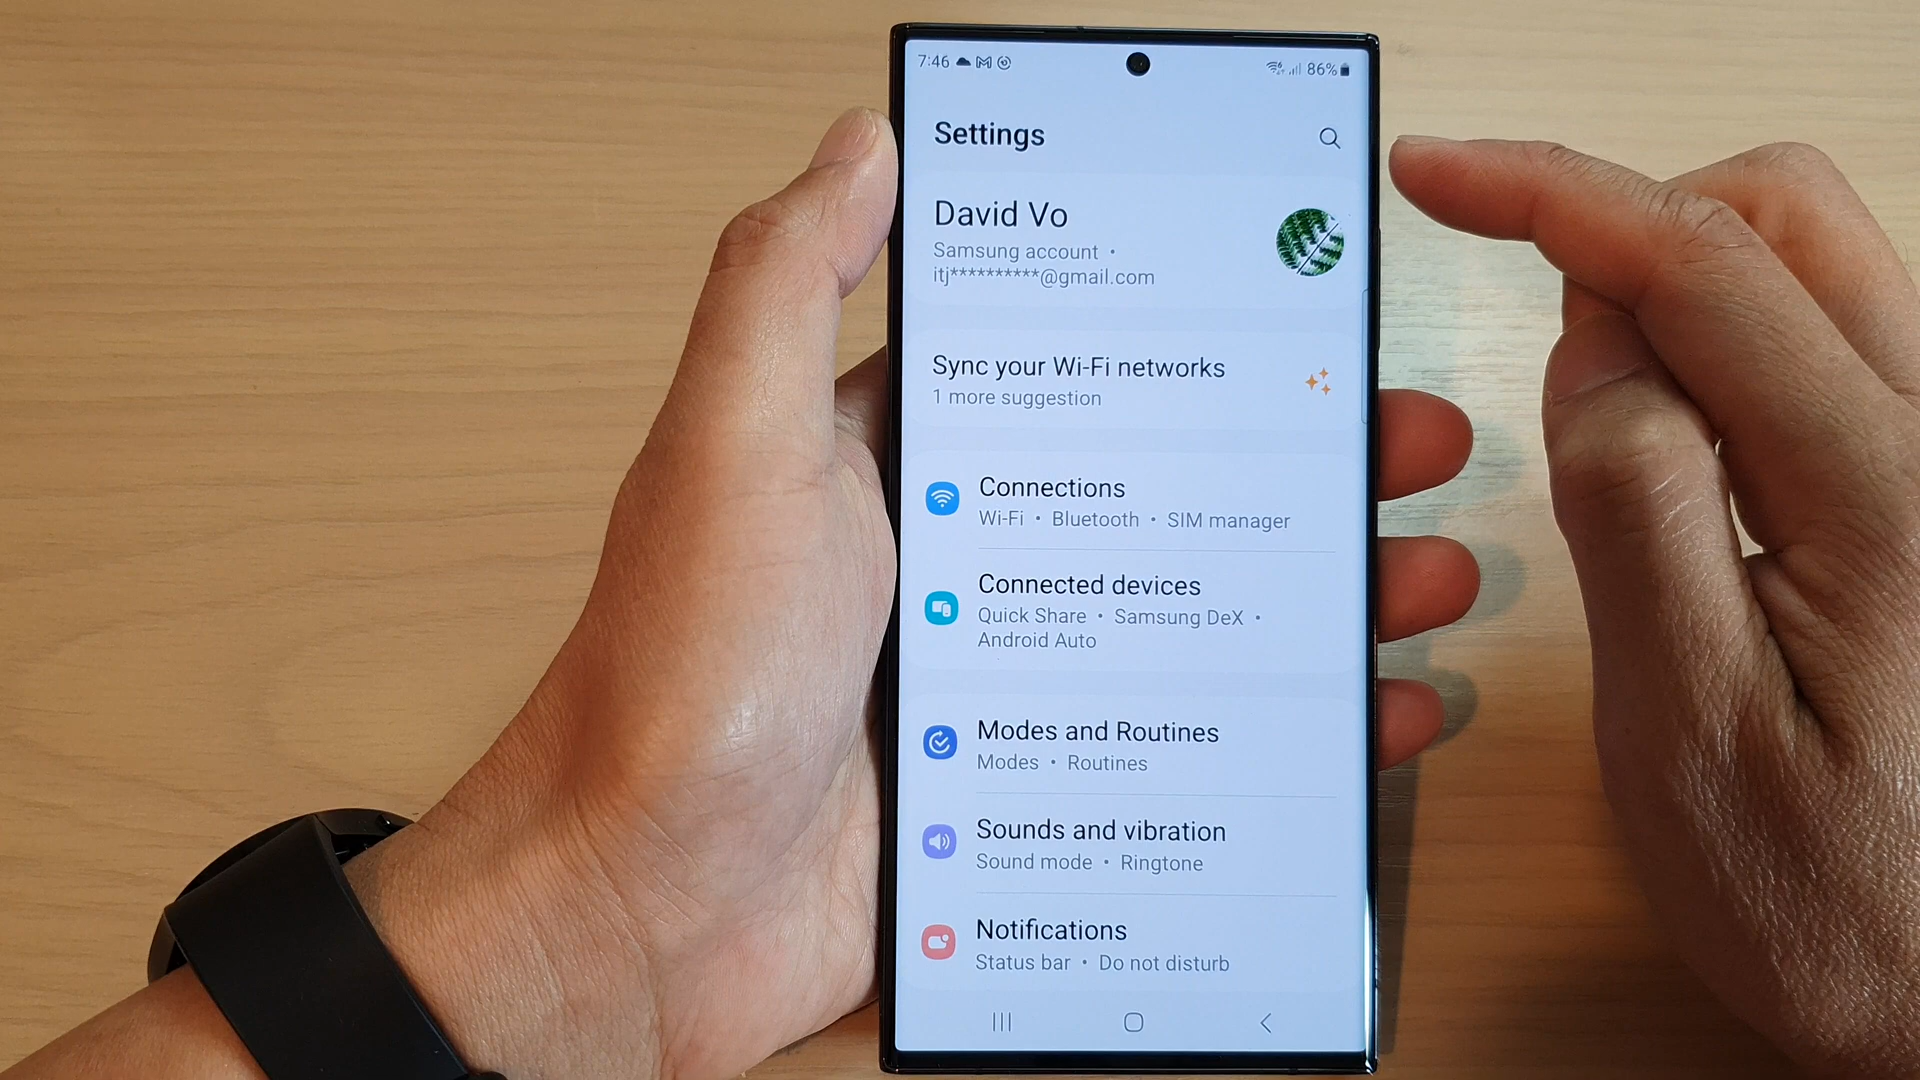 7:46
86%
Settings
David Vo
Samsung account •
itj**********@gmail.com
Sync your Wi-Fi networks
1 more suggestion
Connections
Wi-Fi • Bluetooth • SIM manager
Connected devices
Quick Share • Samsung DeX •
Android Auto
Modes and Routines
Modes • Routines
Sounds and vibration
Sound mode • Ringtone
Notifications
Status bar • Do not disturb